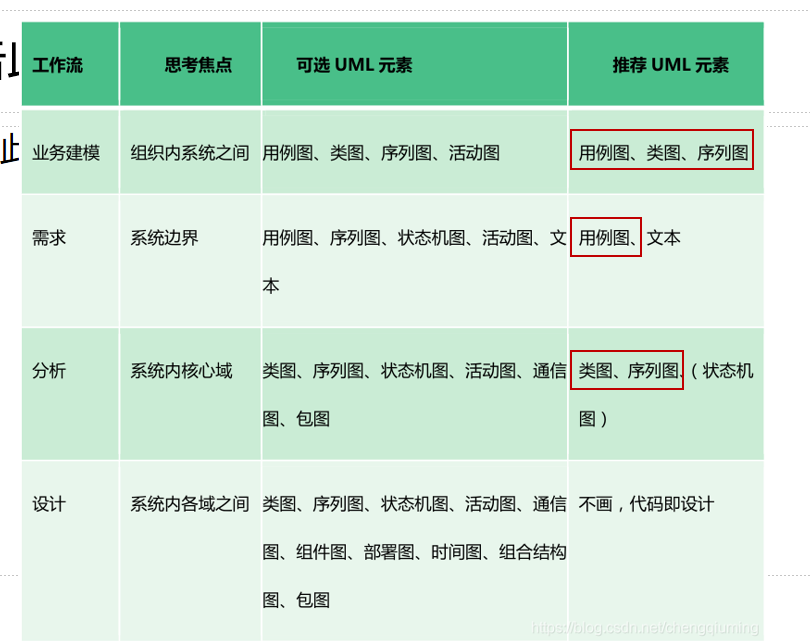 工作流 思考焦点 可选 UML 元素 推荐 UML 元素
业务建模 组织内系统之间 用例图、类图、序列图、活动图 用例图、类图、序列图
需求 系统边界 用例图、序列图、状态机图、活动图、文 用例图、文本
本
分析 系统内核心域 类图、序列图、状态机图、活动图、通信 类图、序列图、（状态机
图、包图 图）
设计 系统内各域之间 类图、序列图、状态机图、活动图、通信 不画，代码即设计
图、组件图、部署图、时间图、组合结构
图、包图
https://blog.csdn.net/chengqiuming